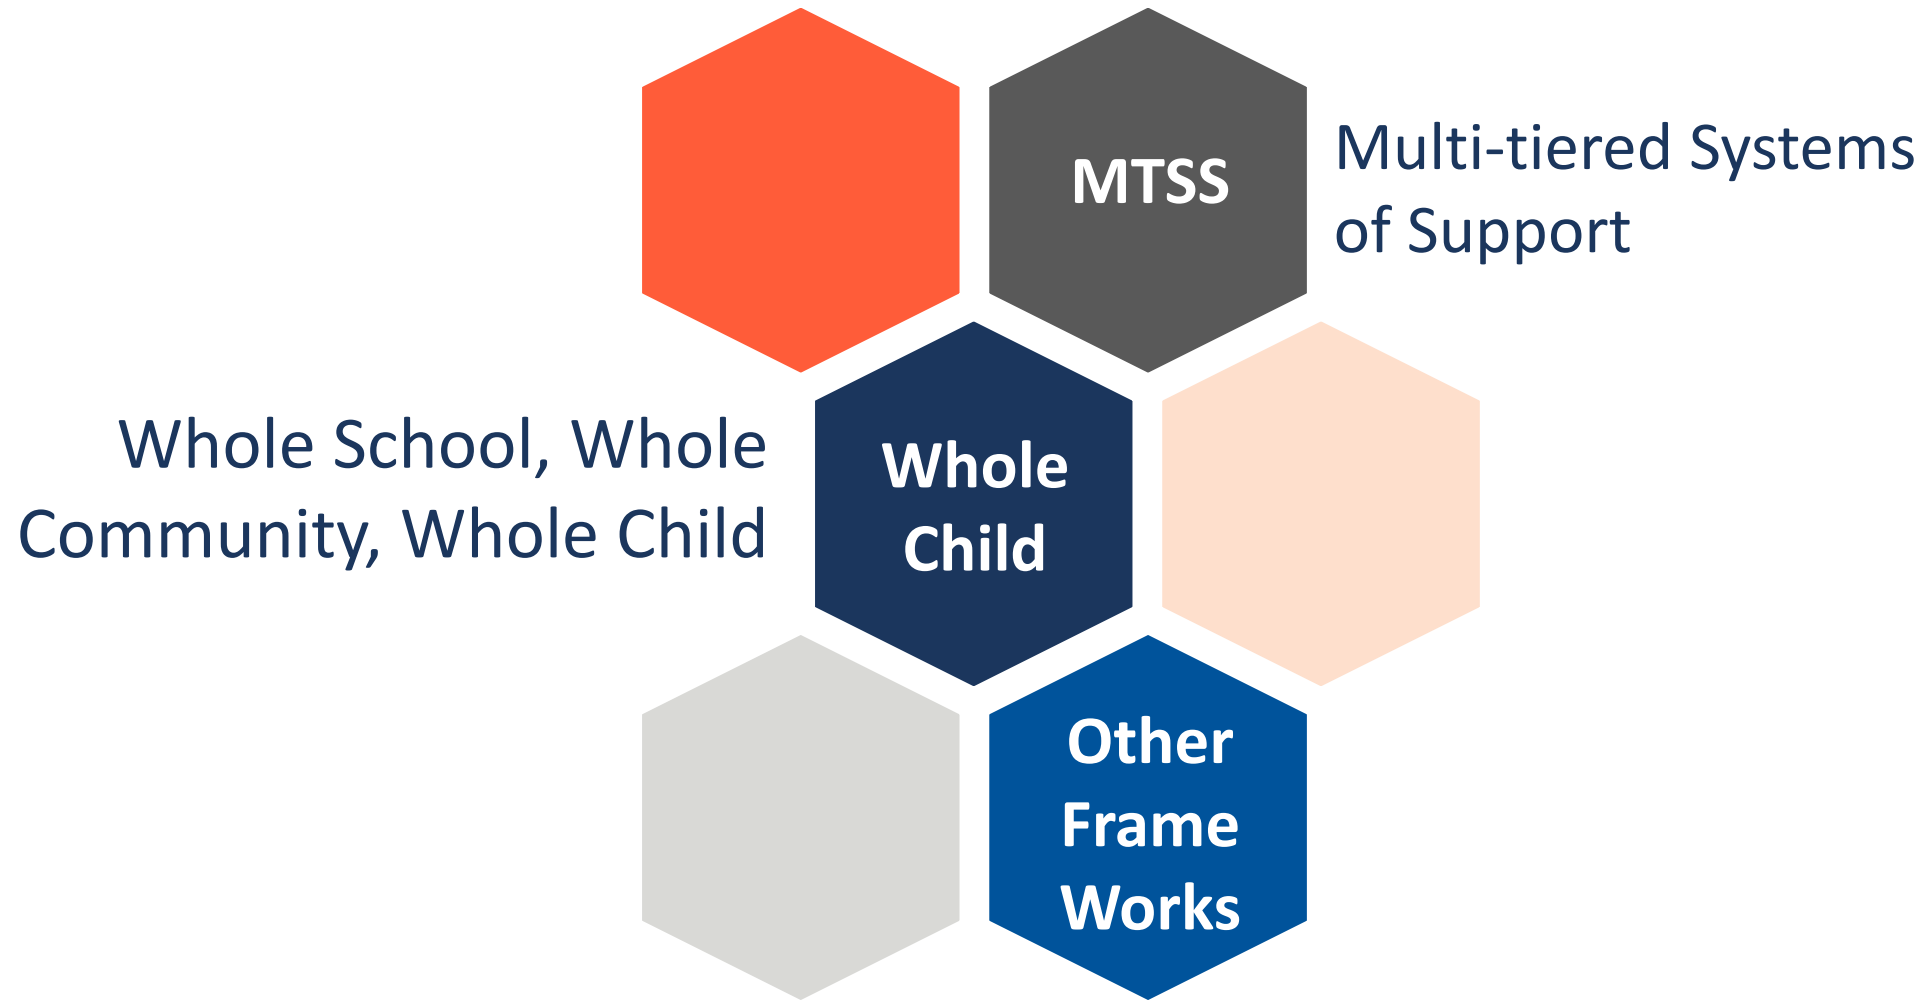 MTSS
Multi-tiered Systems
of Support
Whole School, Whole
Community, Whole Child
Whole
Child
Other
Frame
Works